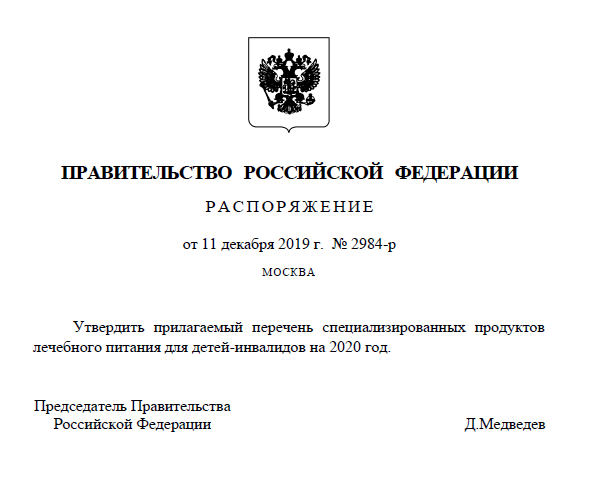 ПРАВИТЕЛЬСТВО РОССИЙСКОЙ ФЕДЕРАЦИИ
РАСПОРЯЖЕНИЕ
от 11 декабря 2019 г. № 2984-р
МОСКВА
Утвердить прилагаемый перечень специализированных продуктов
лечебного питания для детей-инвалидов на 2020 год.
Председатель Правительства
Российской Федерации Д.Медведев